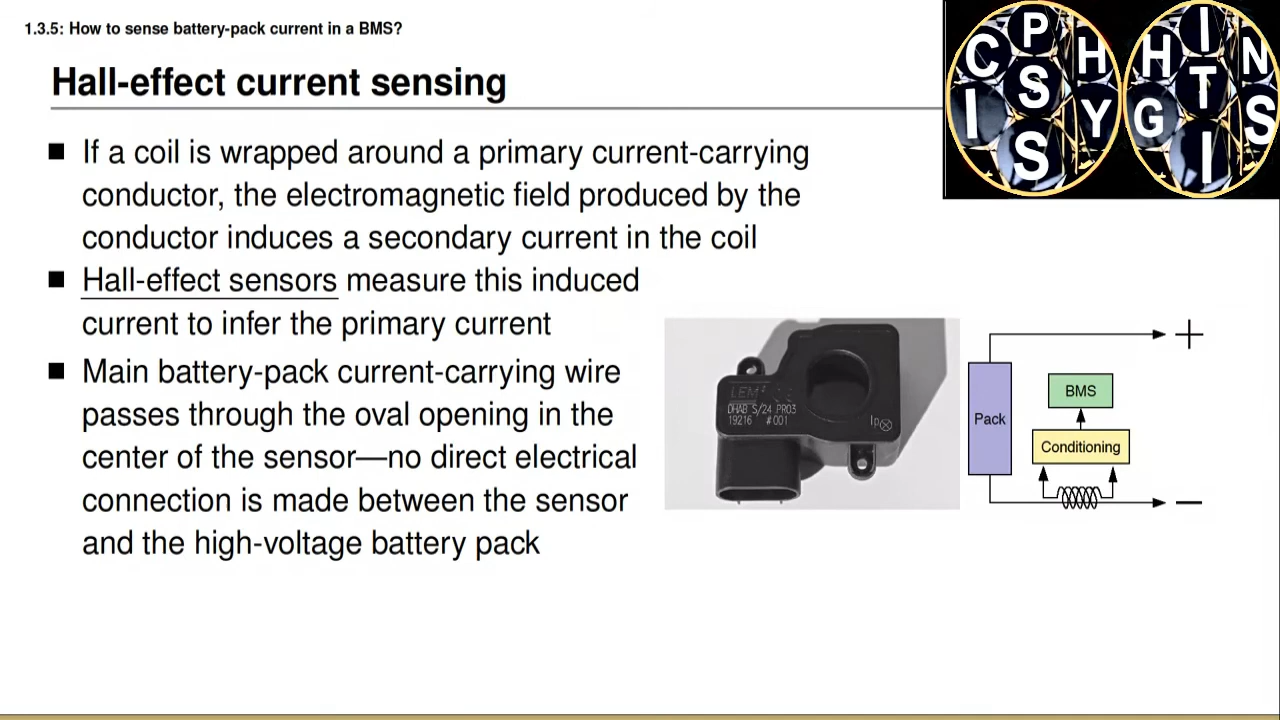 1.3.5: How to sense battery-pack current in a BMS?
Hall-effect current sensing
If a coil is wrapped around a primary current-carrying
conductor, the electromagnetic field produced by the
conductor induces a secondary current in the coil
Hall-effect sensors measure this induced
current to infer the primary current
Main battery-pack current-carrying wire
passes through the oval opening in the
center of the sensor—no direct electrical
connection is made between the sensor
and the high-voltage battery pack
LEM
DHAB S/24 PR03
19216 #001
Ip
+
BMS
Pack
Conditioning
−
C P H
S
I S Y
H I N
T
G I S